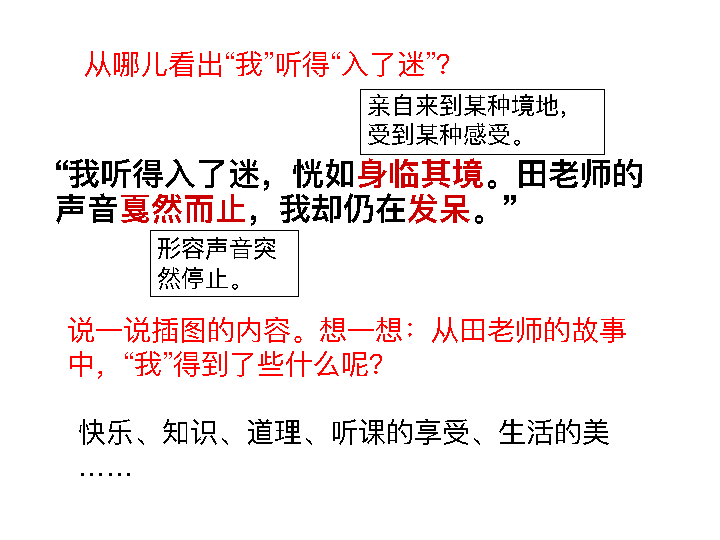 从哪儿看出“我”听得“入了迷”？
亲自来到某种境地，
受到某种感受。
“我听得入了迷，恍如身临其境。田老师的
声音戛然而止，我却仍在发呆。”
形容声音突
然停止。
说一说插图的内容。想一想：从田老师的故事
中，“我”得到了些什么呢？
快乐、知识、道理、听课的享受、生活的美
……